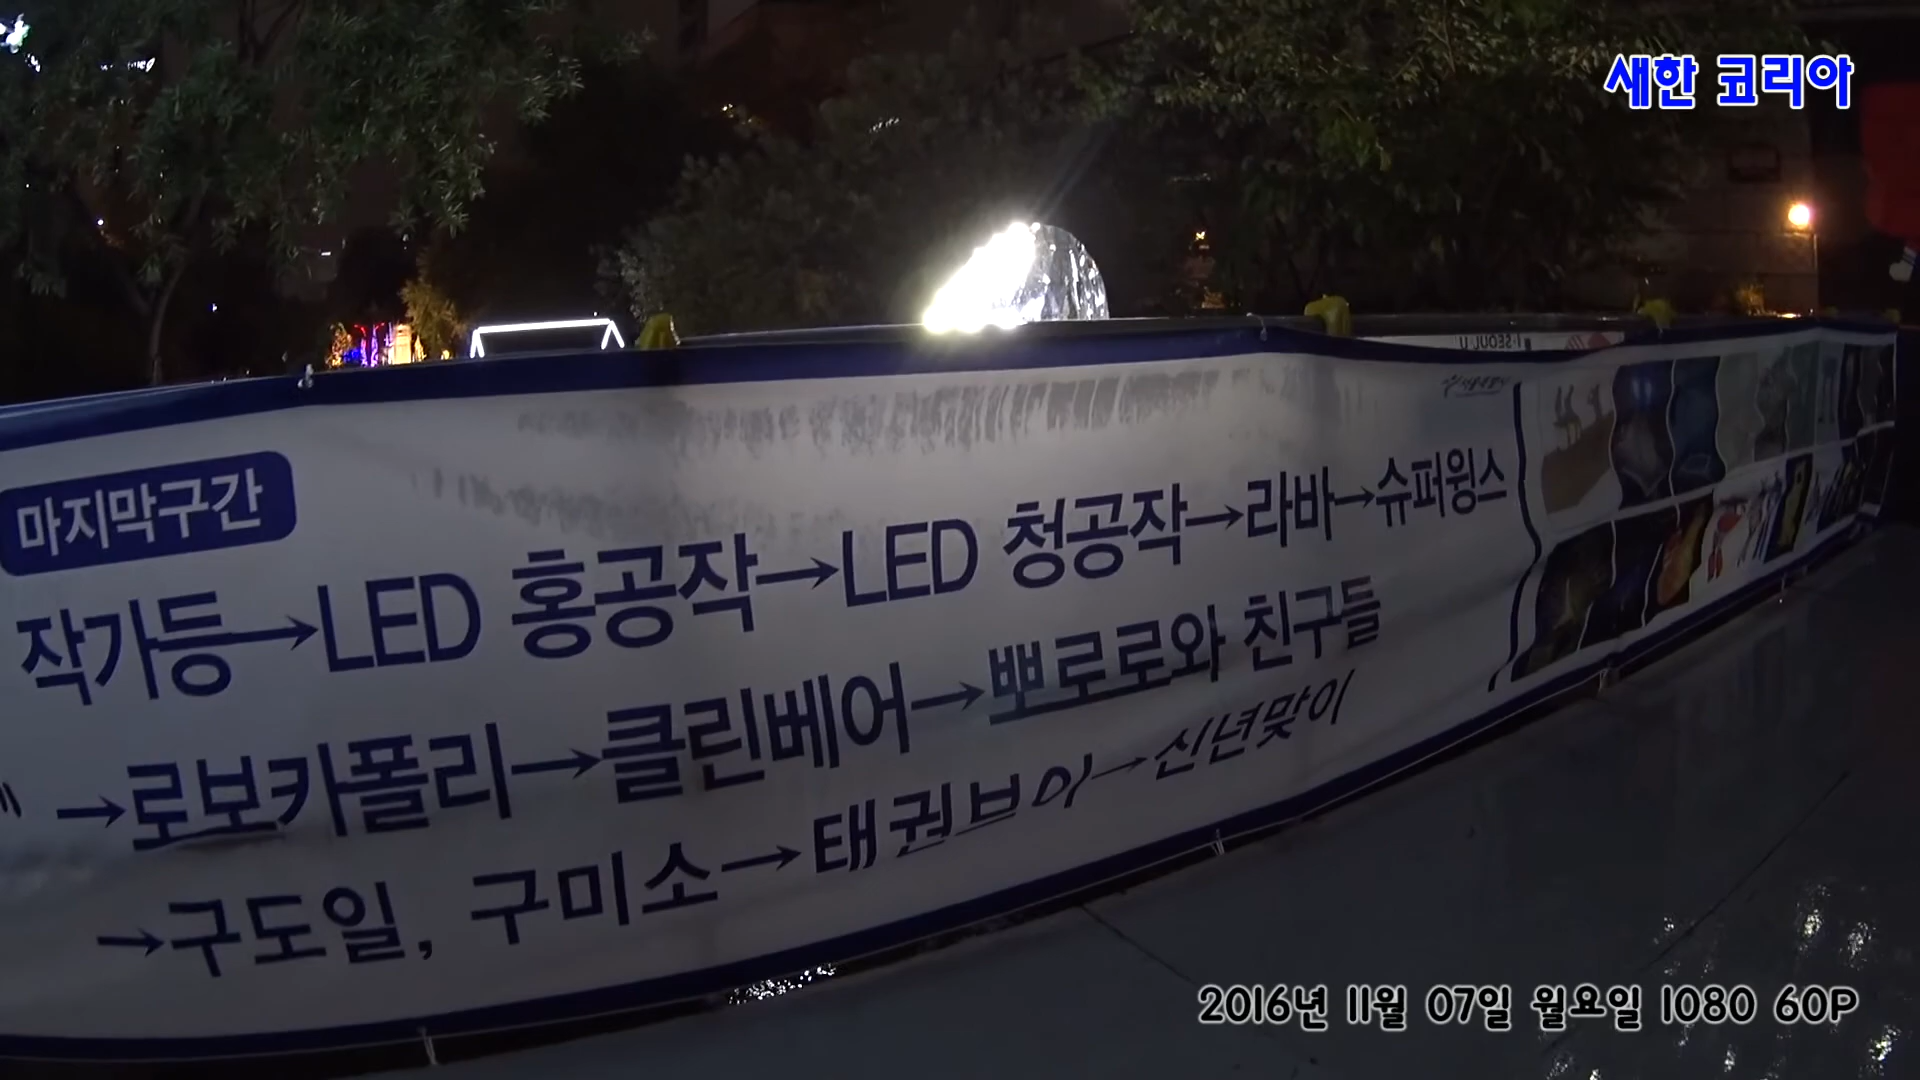 새한 코리아
I·SEOUL·U
마지막구간
작가등→LED 홍공작→LED 청공작→라바→슈퍼윙스
→로보카폴리→클린베어→뽀로로와 친구들
→구도일, 구미소→태권브이→신년맞이
2016년 11월 07일 월요일 1080 60P